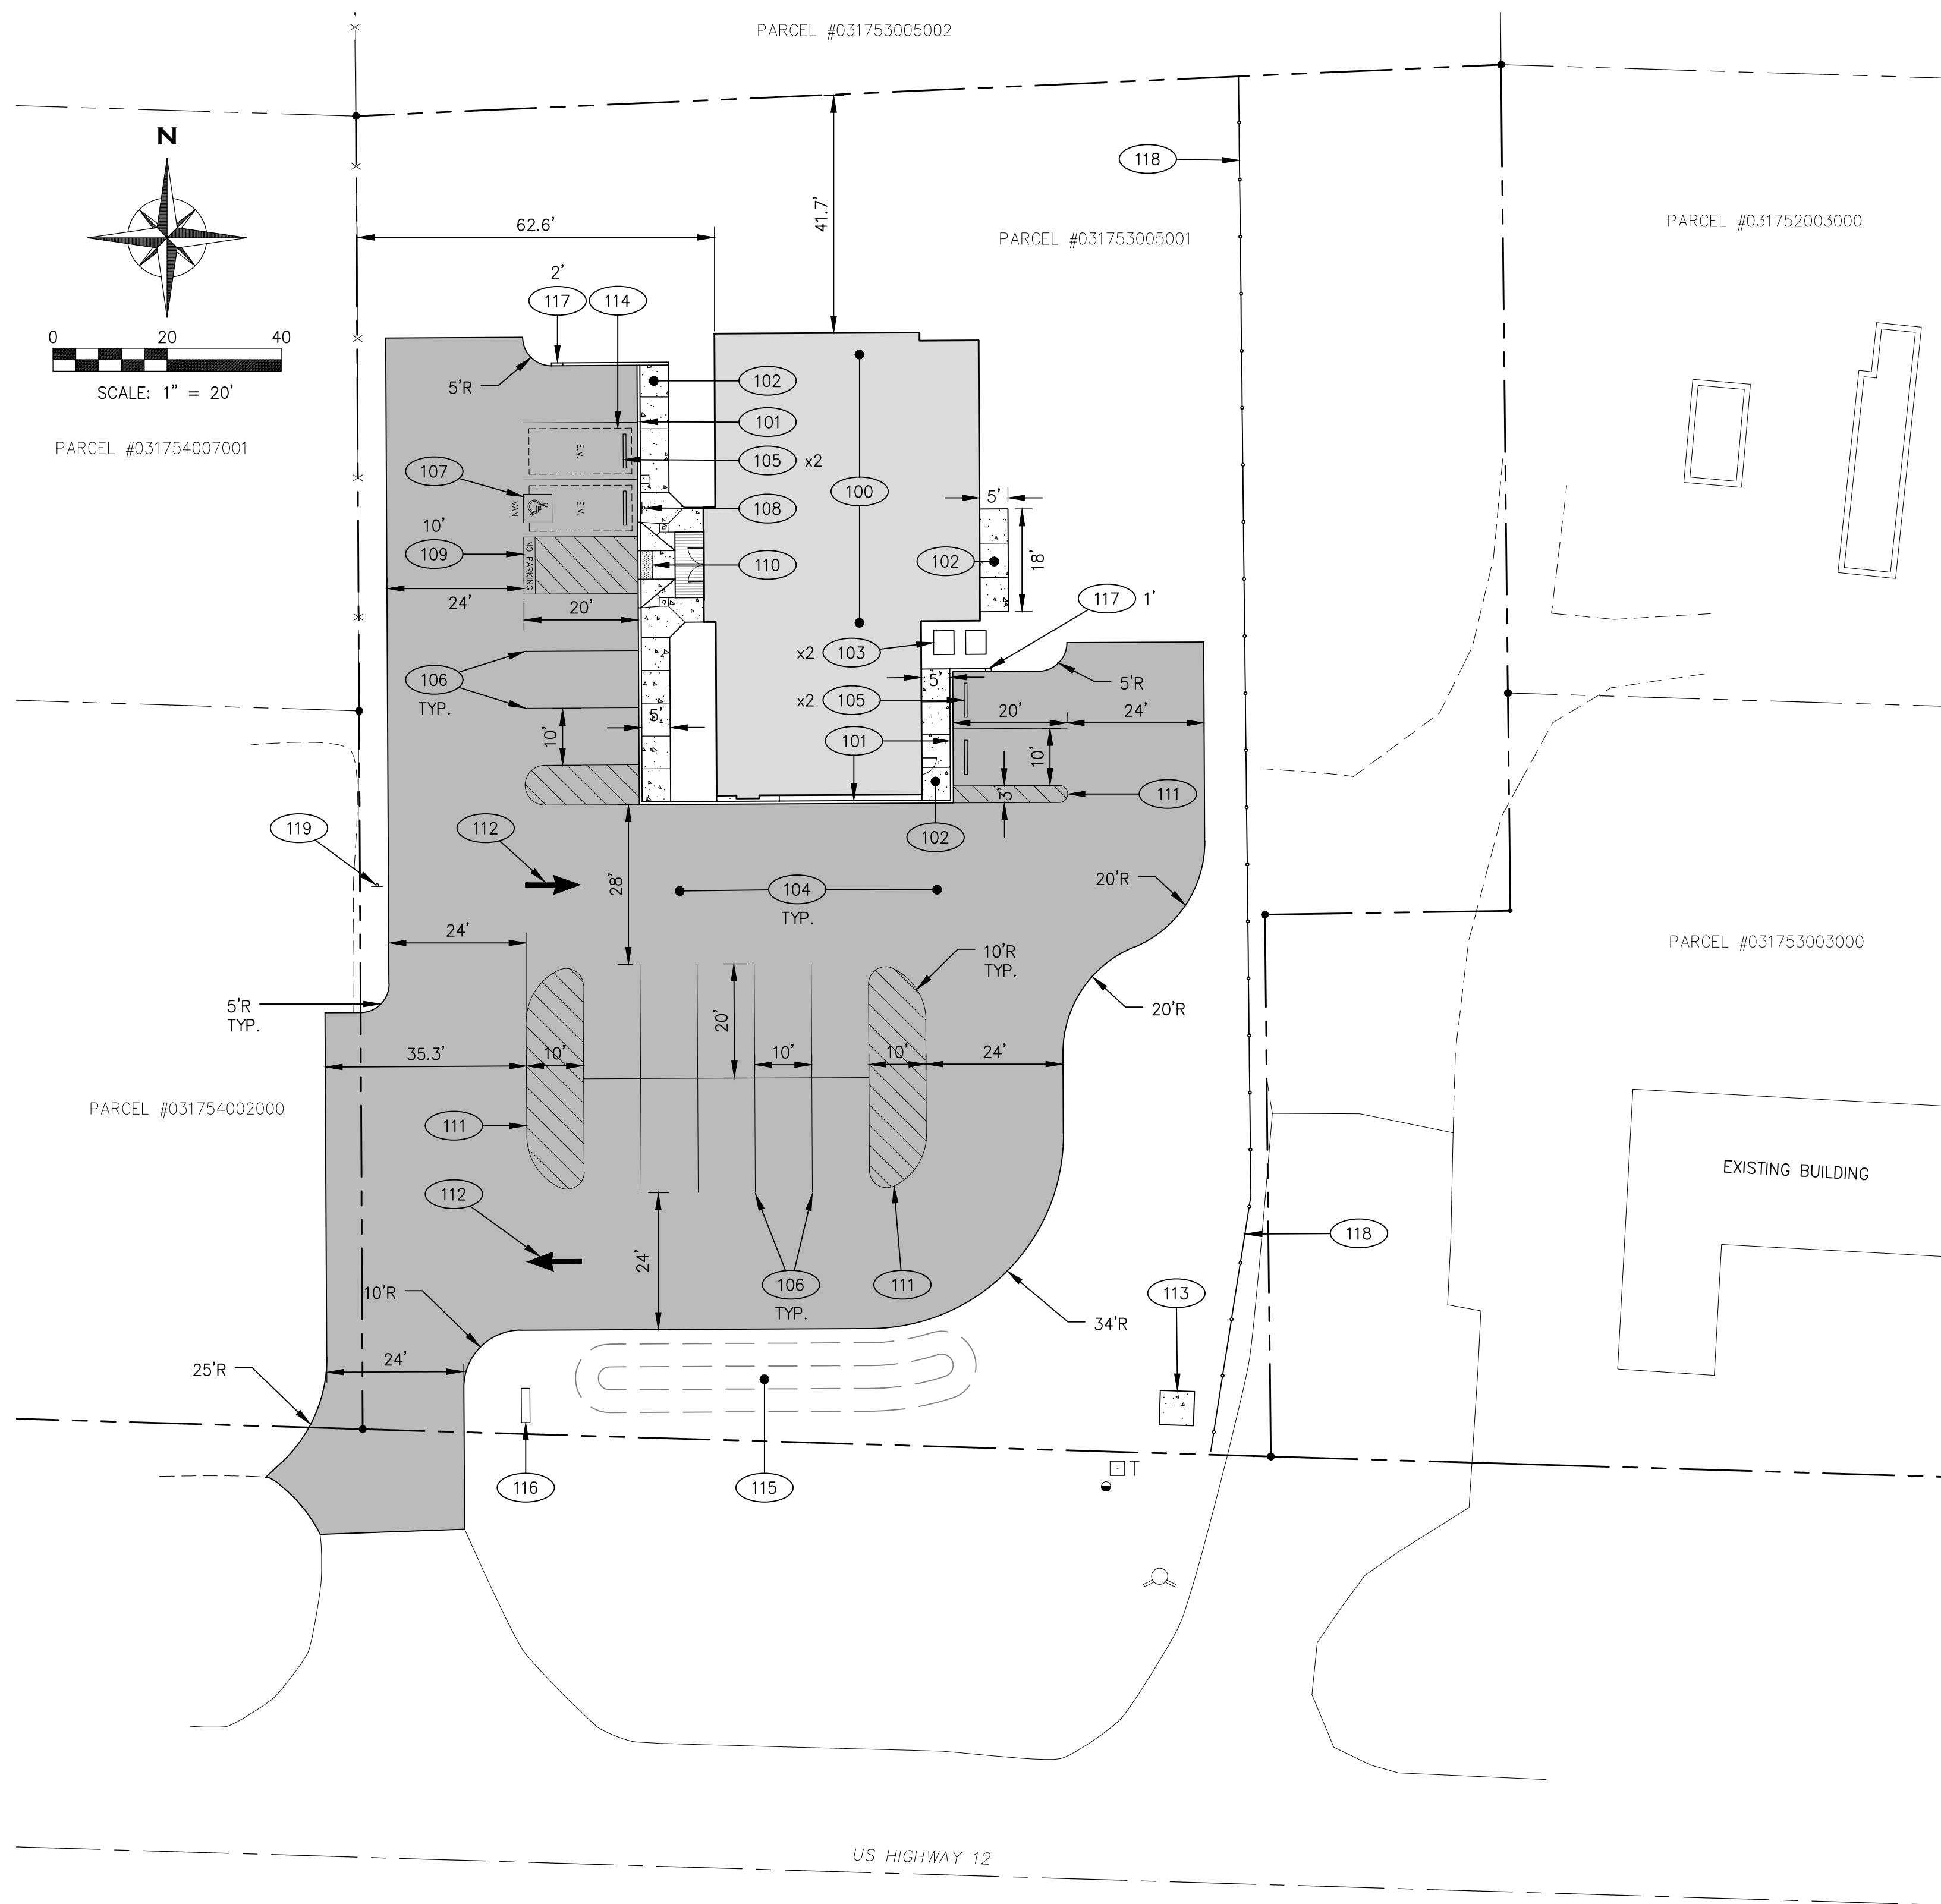 PARCEL #031753005002
N
118
62.6'
41.7'
PARCEL #031753005001
PARCEL #031752003000
2'
117
114
0 20 40
SCALE: 1" = 20'
5'R
102
101
PARCEL #031754007001
E.V.
105 x2
107
100
VAN
E.V.
108
5'
10'
109
NO PARKING
110
102
18'
24'
20'
117 1'
x2 103
106
TYP.
5'
5'R
x2 105
5'
20'
24'
10'
101
10'
3'
111
119
112
102
28'
104
TYP.
20'R
24'
10'R
TYP.
PARCEL #031753003000
5'R
TYP.
20'
20'R
35.3'
10'
10'
10'
24'
PARCEL #031754002000
111
EXISTING BUILDING
112
118
24'
106
TYP.
111
113
10'R
34'R
25'R
24'
116
115
T
US HIGHWAY 12